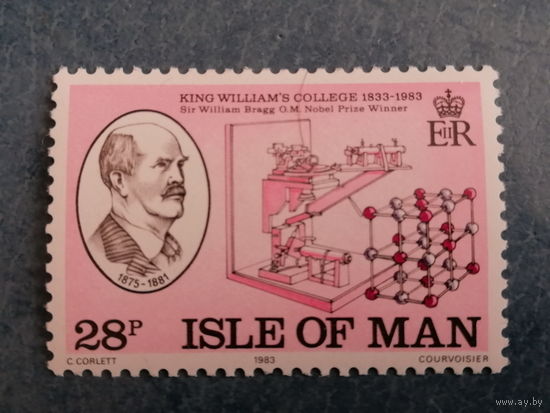 KING WILLIAM'S COLLEGE 1833-1983
Sir William Bragg O.M. Nobel Prize Winner
EIIR
1875-1881
28P ISLE OF MAN
C. CORLETT 1983 COURVOISIER
www.ay.by